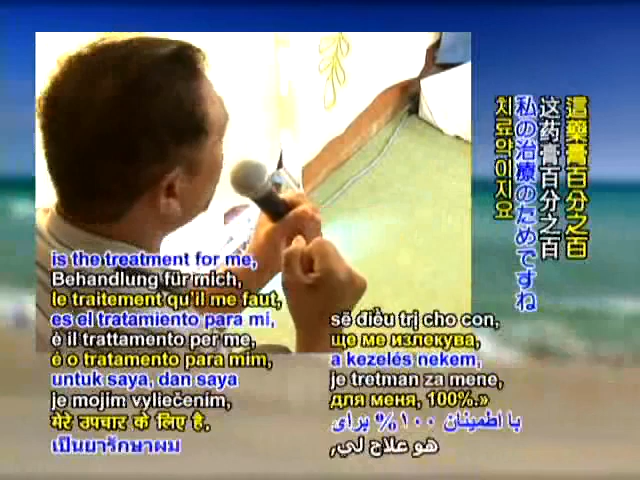 is the treatment for me,
Behandlung für mich,
le traitement qu'il me faut,
es el tratamiento para mí,
è il trattamento per me,
é o tratamento para mim,
untuk saya, dan saya
je mojím vyliečením,
मेरे उपचार के लिए है.
เป็นยารักษาผม
sẽ điều trị cho con,
ще ме излекува,
a kezelés nekem,
je tretman za mene,
для меня, 100%.»
با اطمینان ۱۰۰% برای
هو علاج لي,
這藥膏百分之百
这药膏百分之百
私の治療のためですね
치료약이지요